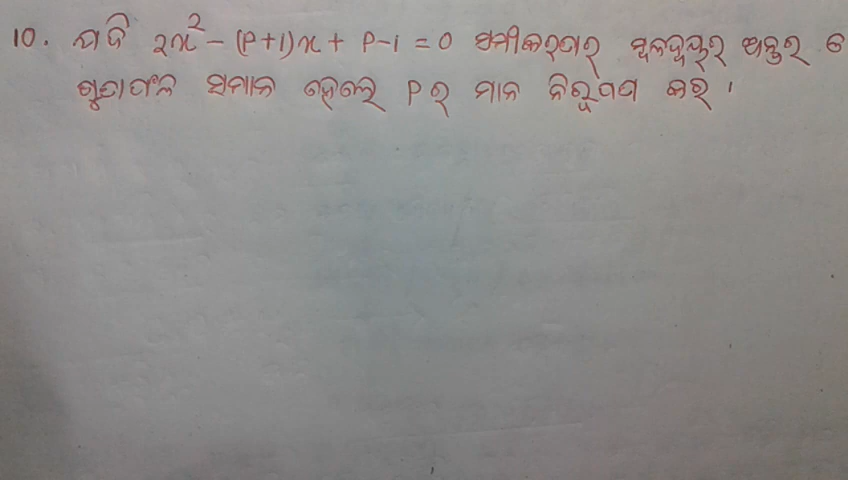 10. ଯଦି 2x² - (P+1)x + P-1 = 0 ସମୀକରଣର ମୂଳଦ୍ୱୟର ଅନ୍ତର ଓ
ଗୁଣଫଳ ସମାନ ହେଲେ P ର ମାନ ନିରୂପଣ କର ।